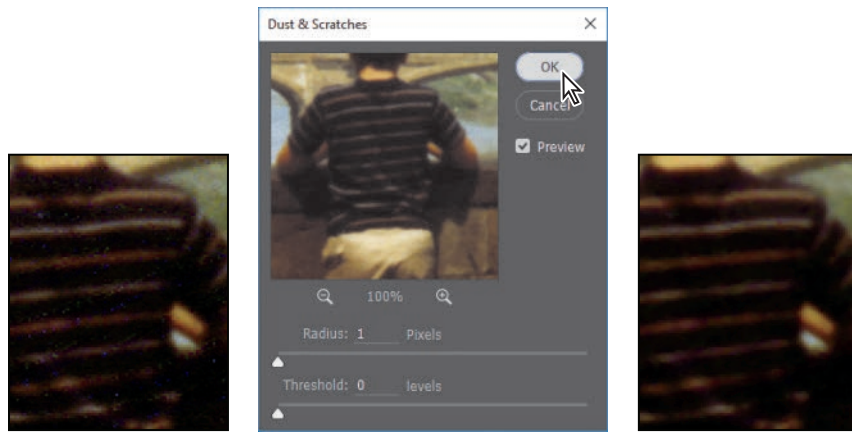 Dust & Scratches
OK
Cancel
Preview
100%
Radius: 1 Pixels
Threshold: 0 levels